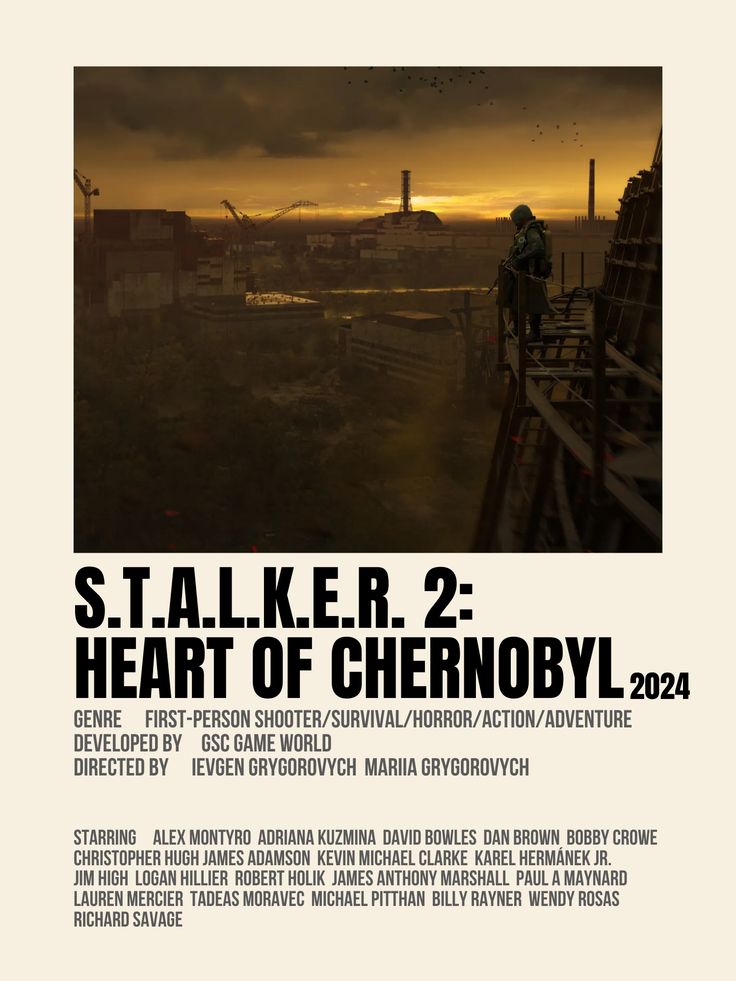 S.T.A.L.K.E.R. 2:
HEART OF CHERNOBYL 2024
GENRE FIRST-PERSON SHOOTER/SURVIVAL/HORROR/ACTION/ADVENTURE
DEVELOPED BY GSC GAME WORLD
DIRECTED BY IEVGEN GRYGOROVYCH MARIIA GRYGOROVYCH
STARRING ALEX MONTYRO ADRIANA KUZMINA DAVID BOWLES DAN BROWN BOBBY CROWE
CHRISTOPHER HUGH JAMES ADAMSON KEVIN MICHAEL CLARKE KAREL HERMÁNEK JR.
JIM HIGH LOGAN HILLIER ROBERT HOLIK JAMES ANTHONY MARSHALL PAUL A MAYNARD
LAUREN MERCIER TADEAS MORAVEC MICHAEL PITTHAN BILLY RAYNER WENDY ROSAS
RICHARD SAVAGE